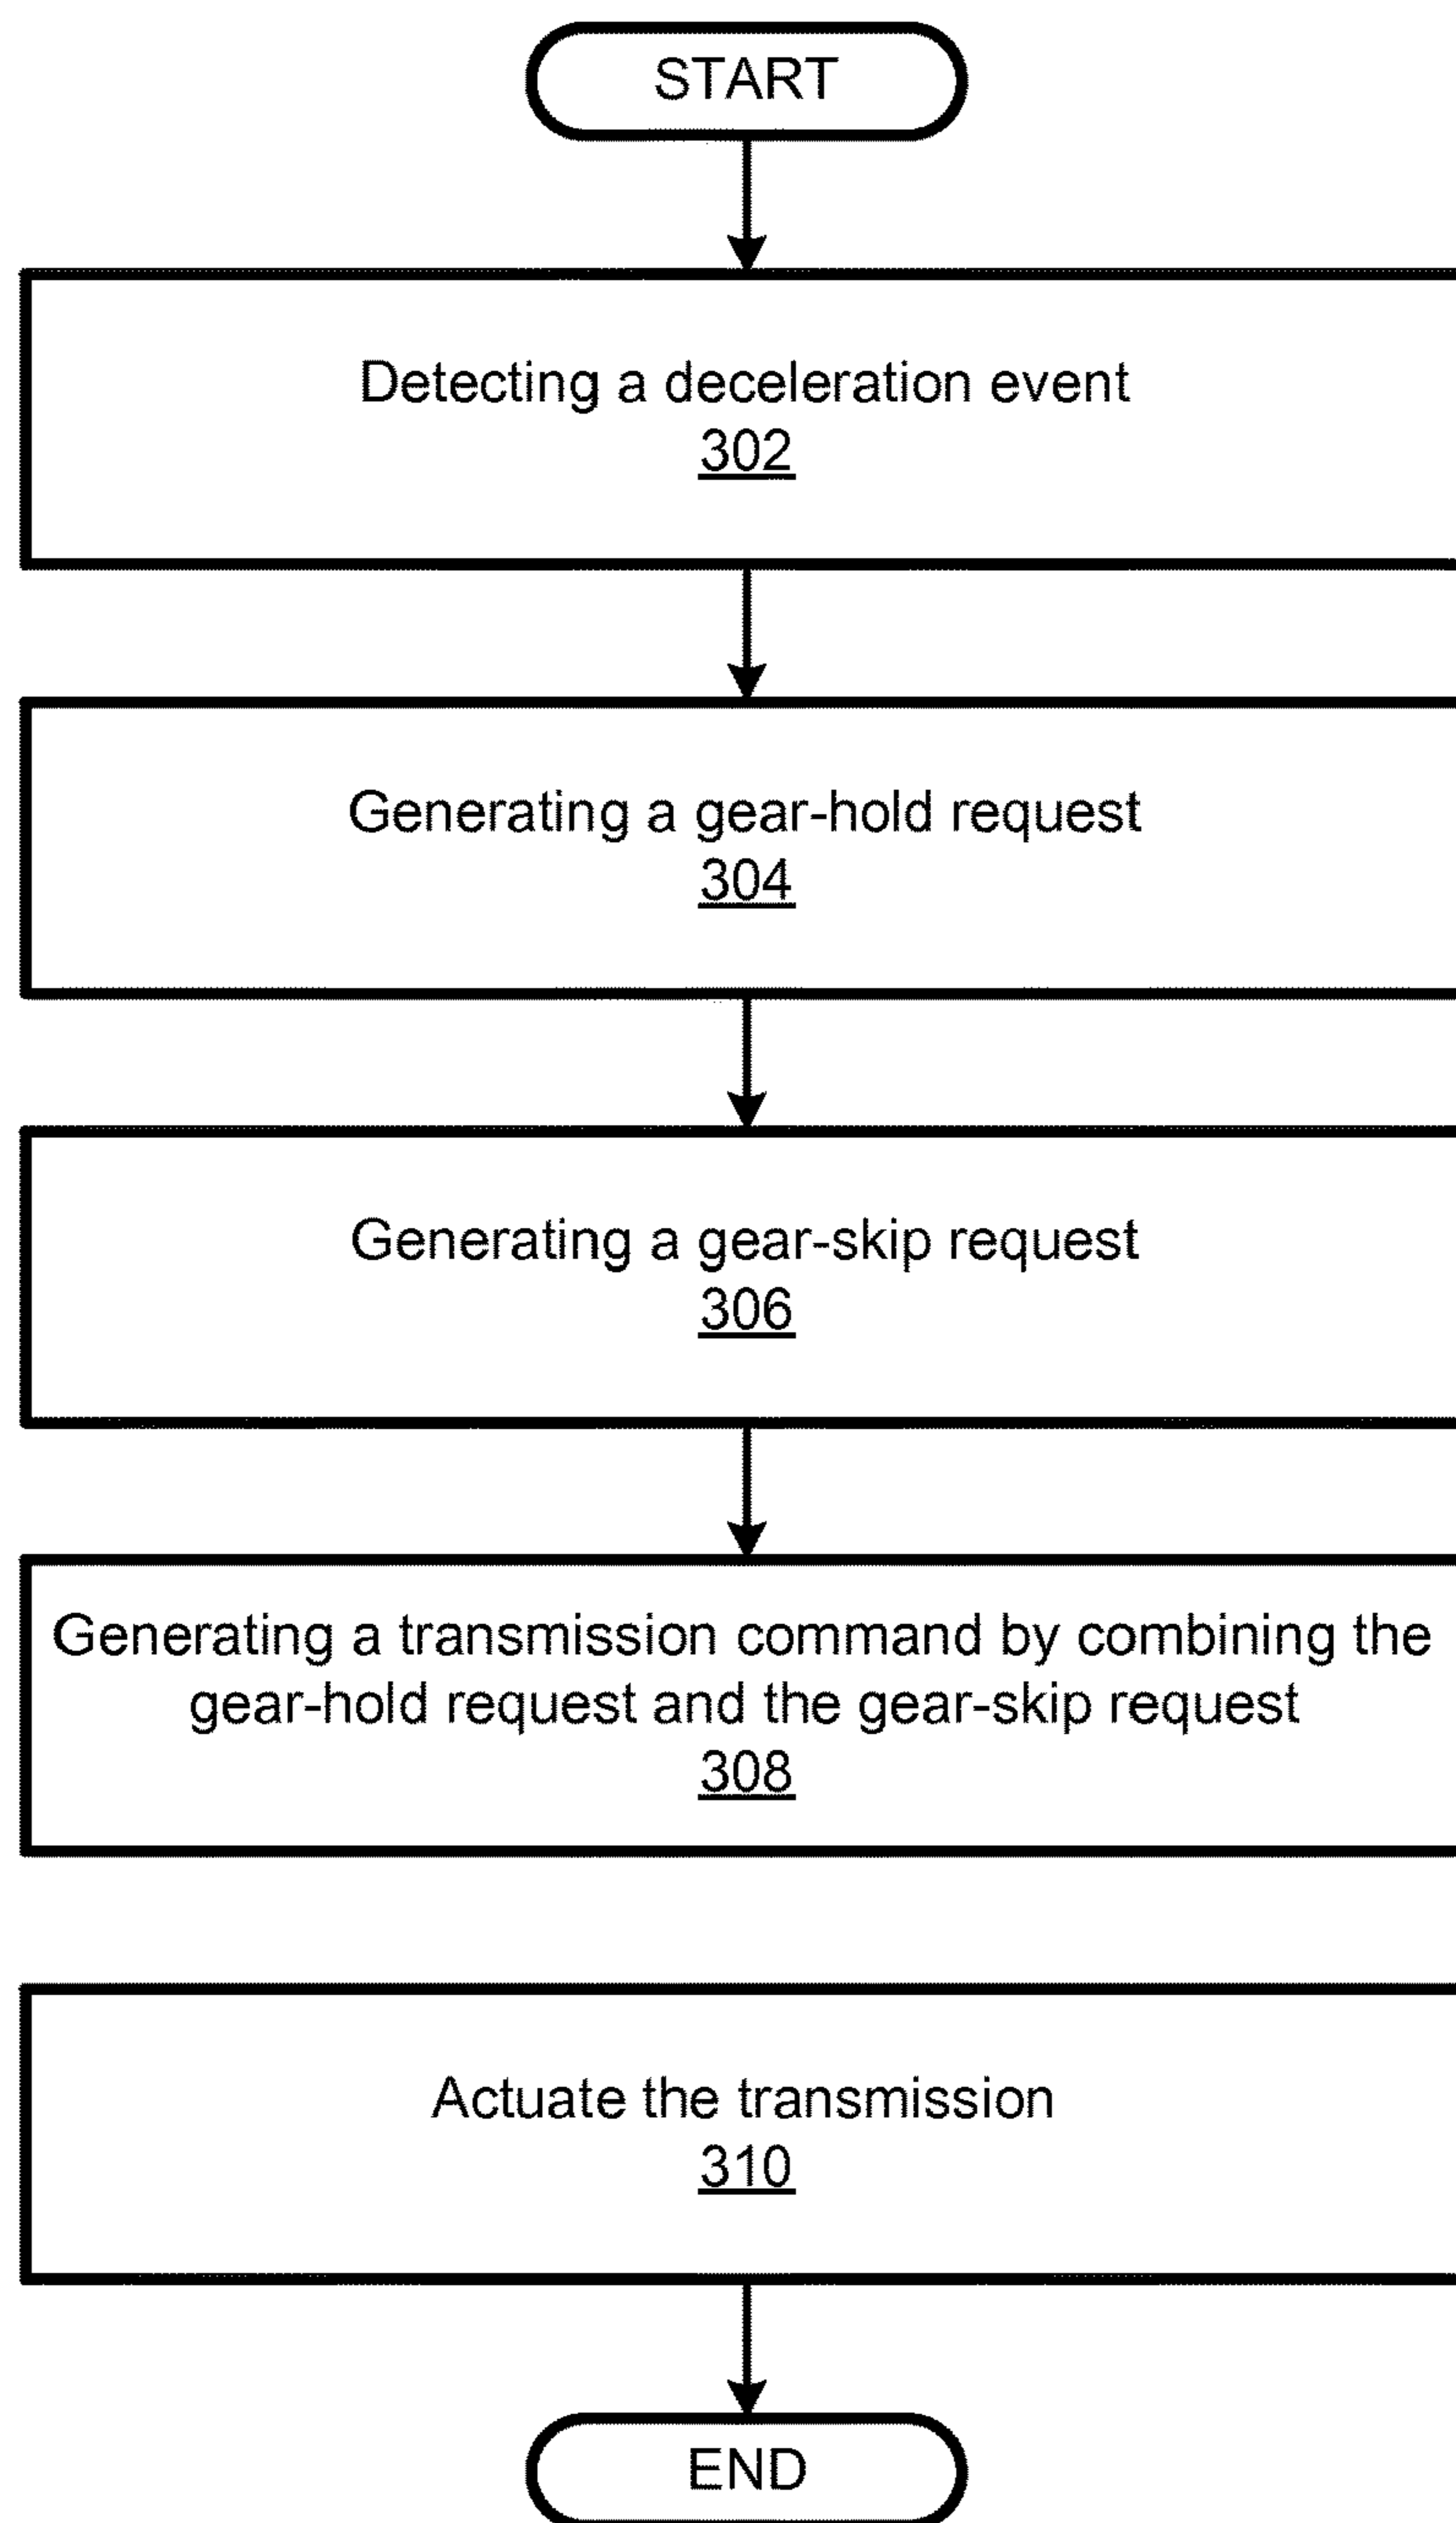 START
Detecting a deceleration event
302
Generating a gear-hold request
304
Generating a gear-skip request
306
Generating a transmission command by combining the
gear-hold request and the gear-skip request
308
Actuate the transmission
310
END